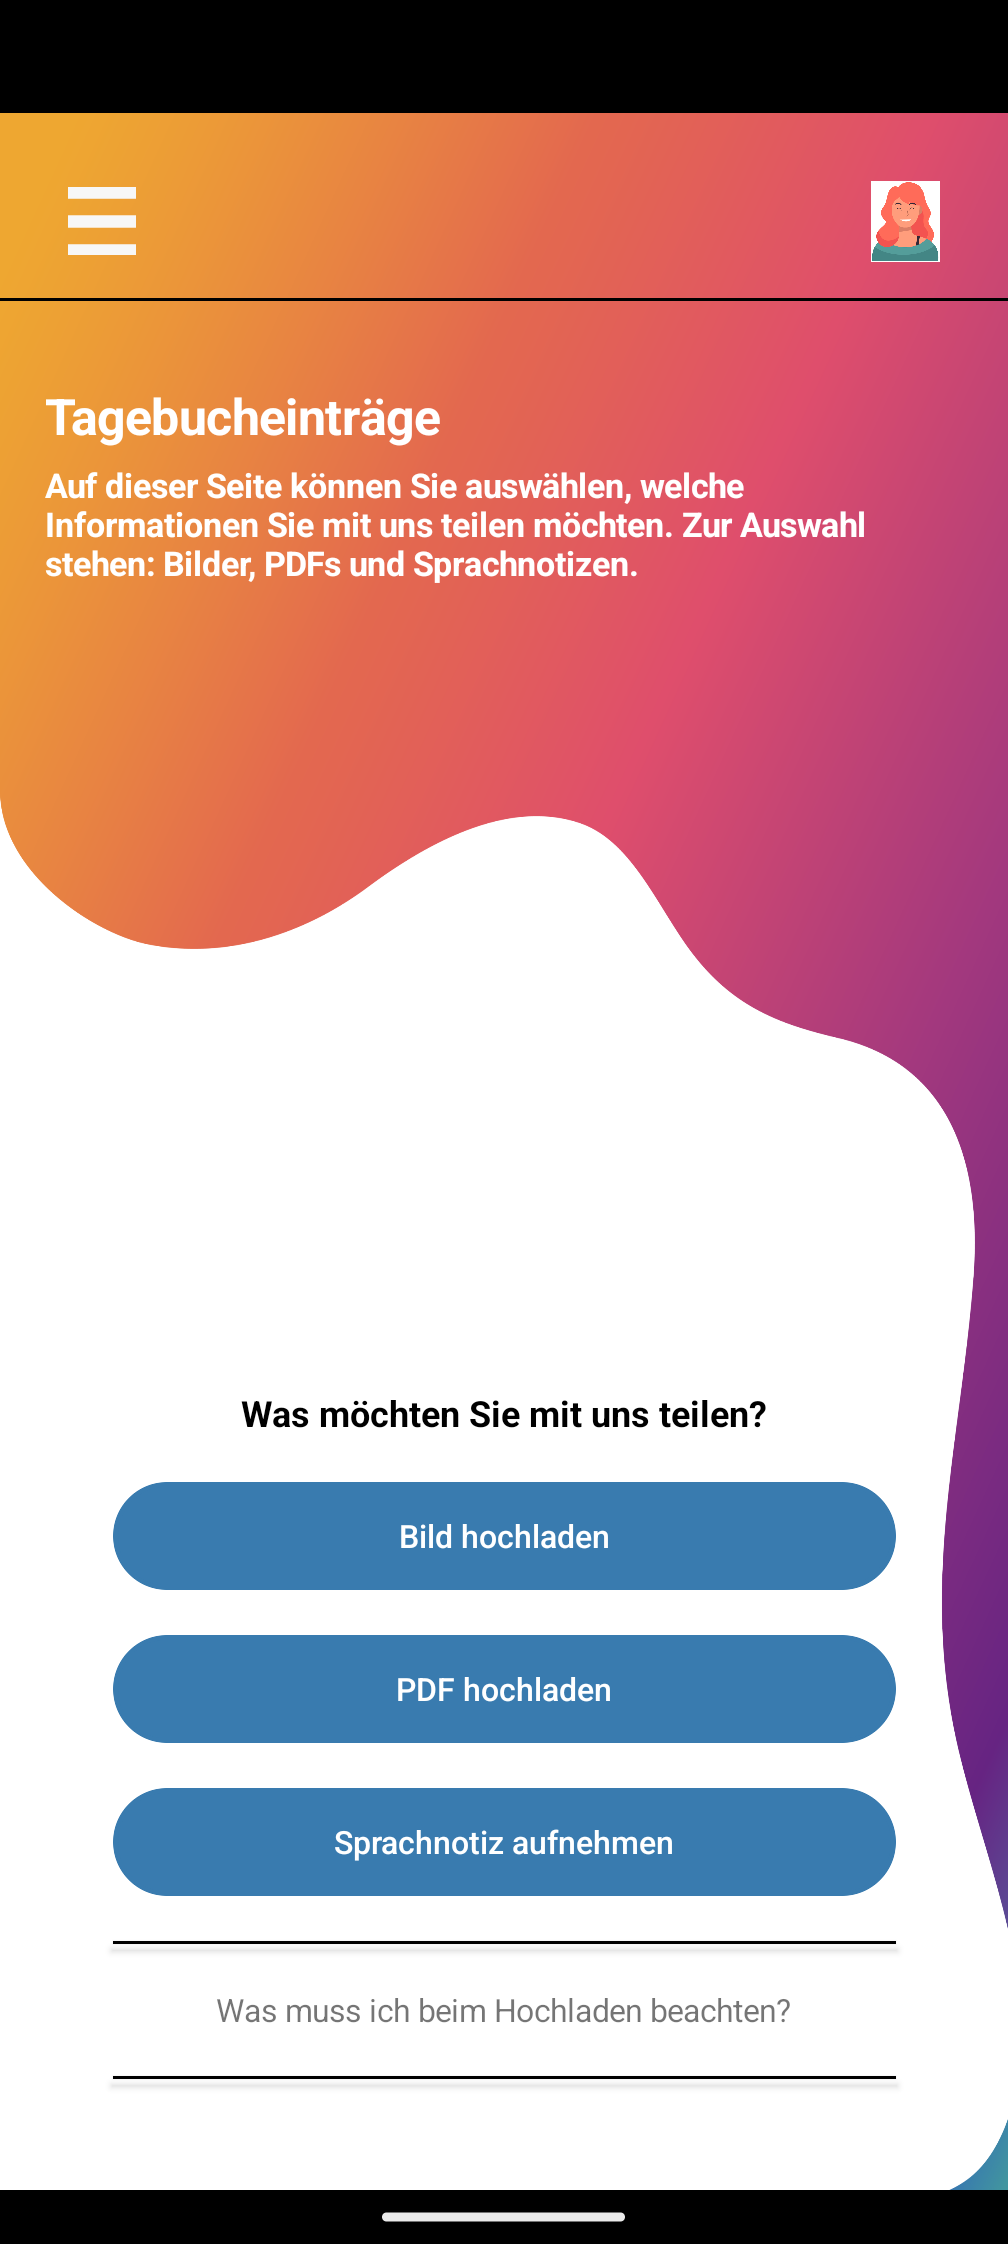 Tagebucheinträge
Auf dieser Seite können Sie auswählen, welche
Informationen Sie mit uns teilen möchten. Zur Auswahl
stehen: Bilder, PDFs und Sprachnotizen.
Was möchten Sie mit uns teilen?
Bild hochladen
PDF hochladen
Sprachnotiz aufnehmen
Was muss ich beim Hochladen beachten?